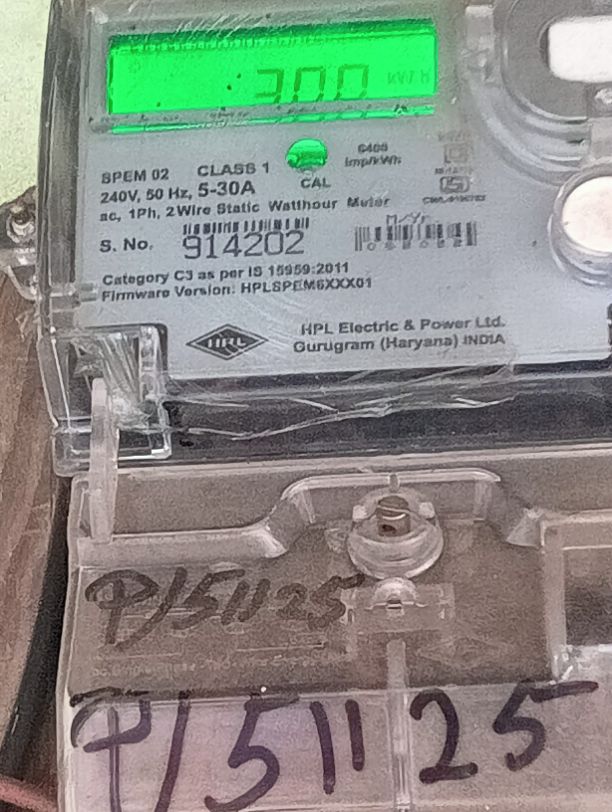 300
SPEM 02 CLASS 1
6400
imp/kWh
240V, 50 Hz, 5-30A
CAL
ac, 1Ph, 2 Wire Static Watthour Meter
M/Yr
S. No. 914202
Category C3 as per IS 15959:2011
Firmware Version: HPLSPEM6XXX01
HPL
HPL Electric & Power Ltd.
Gurugram (Haryana) INDIA
P/51125
P/51125